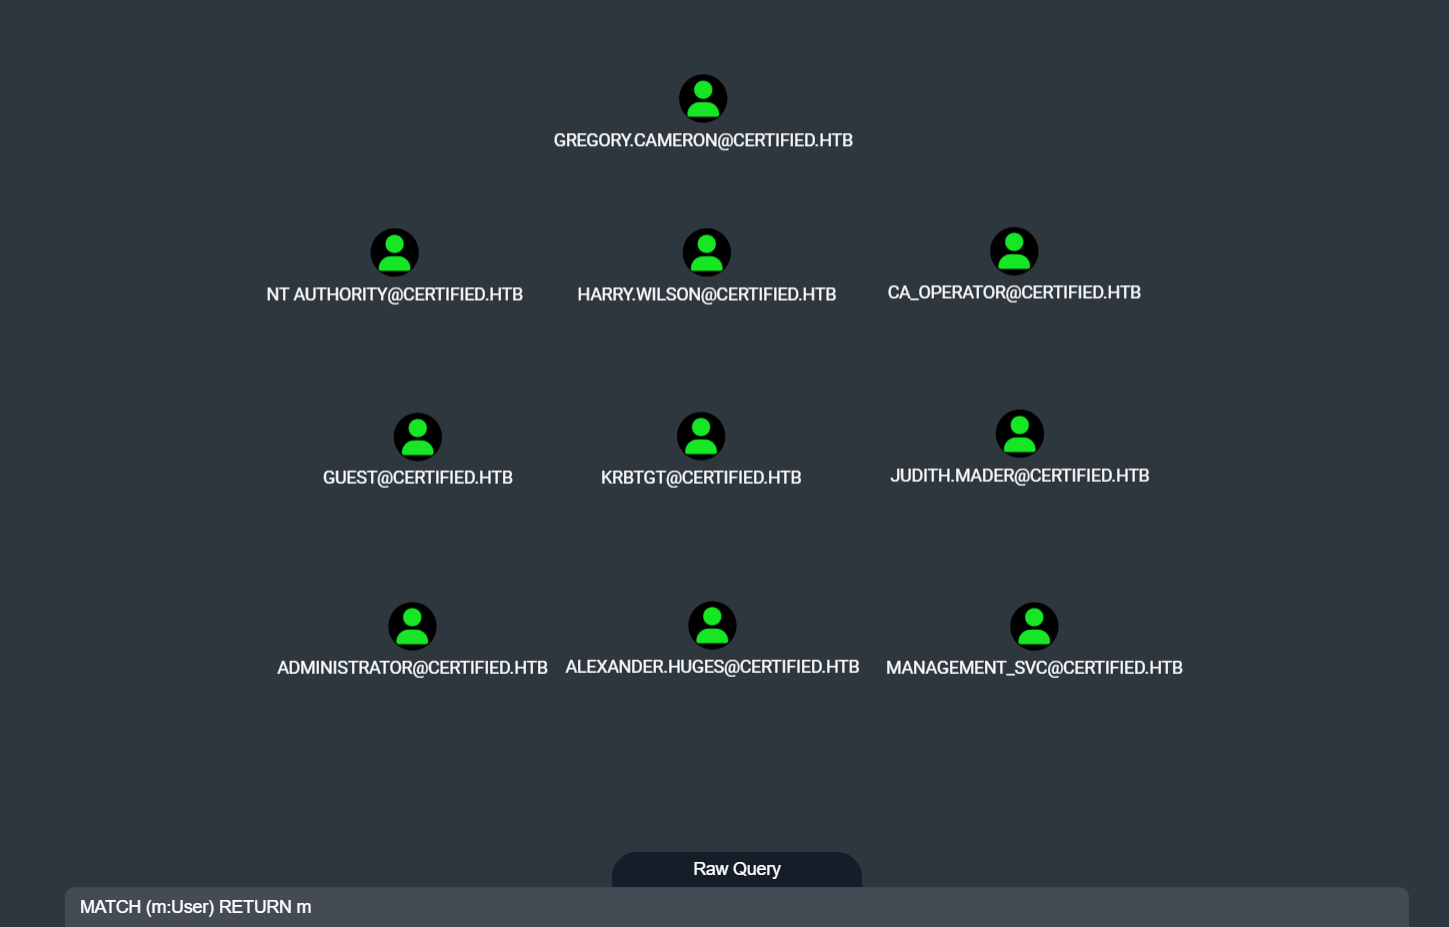 GREGORY.CAMERON@CERTIFIED.HTB
NT AUTHORITY@CERTIFIED.HTB
HARRY.WILSON@CERTIFIED.HTB
CA_OPERATOR@CERTIFIED.HTB
GUEST@CERTIFIED.HTB
KRBTGT@CERTIFIED.HTB
JUDITH.MADER@CERTIFIED.HTB
ADMINISTRATOR@CERTIFIED.HTB
ALEXANDER.HUGES@CERTIFIED.HTB
MANAGEMENT_SVC@CERTIFIED.HTB
Raw Query
MATCH (m:User) RETURN m